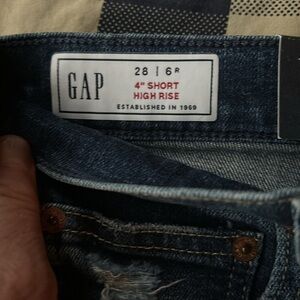 GAP
28 | 6R
4" SHORT
HIGH RISE
ESTABLISHED IN 1969